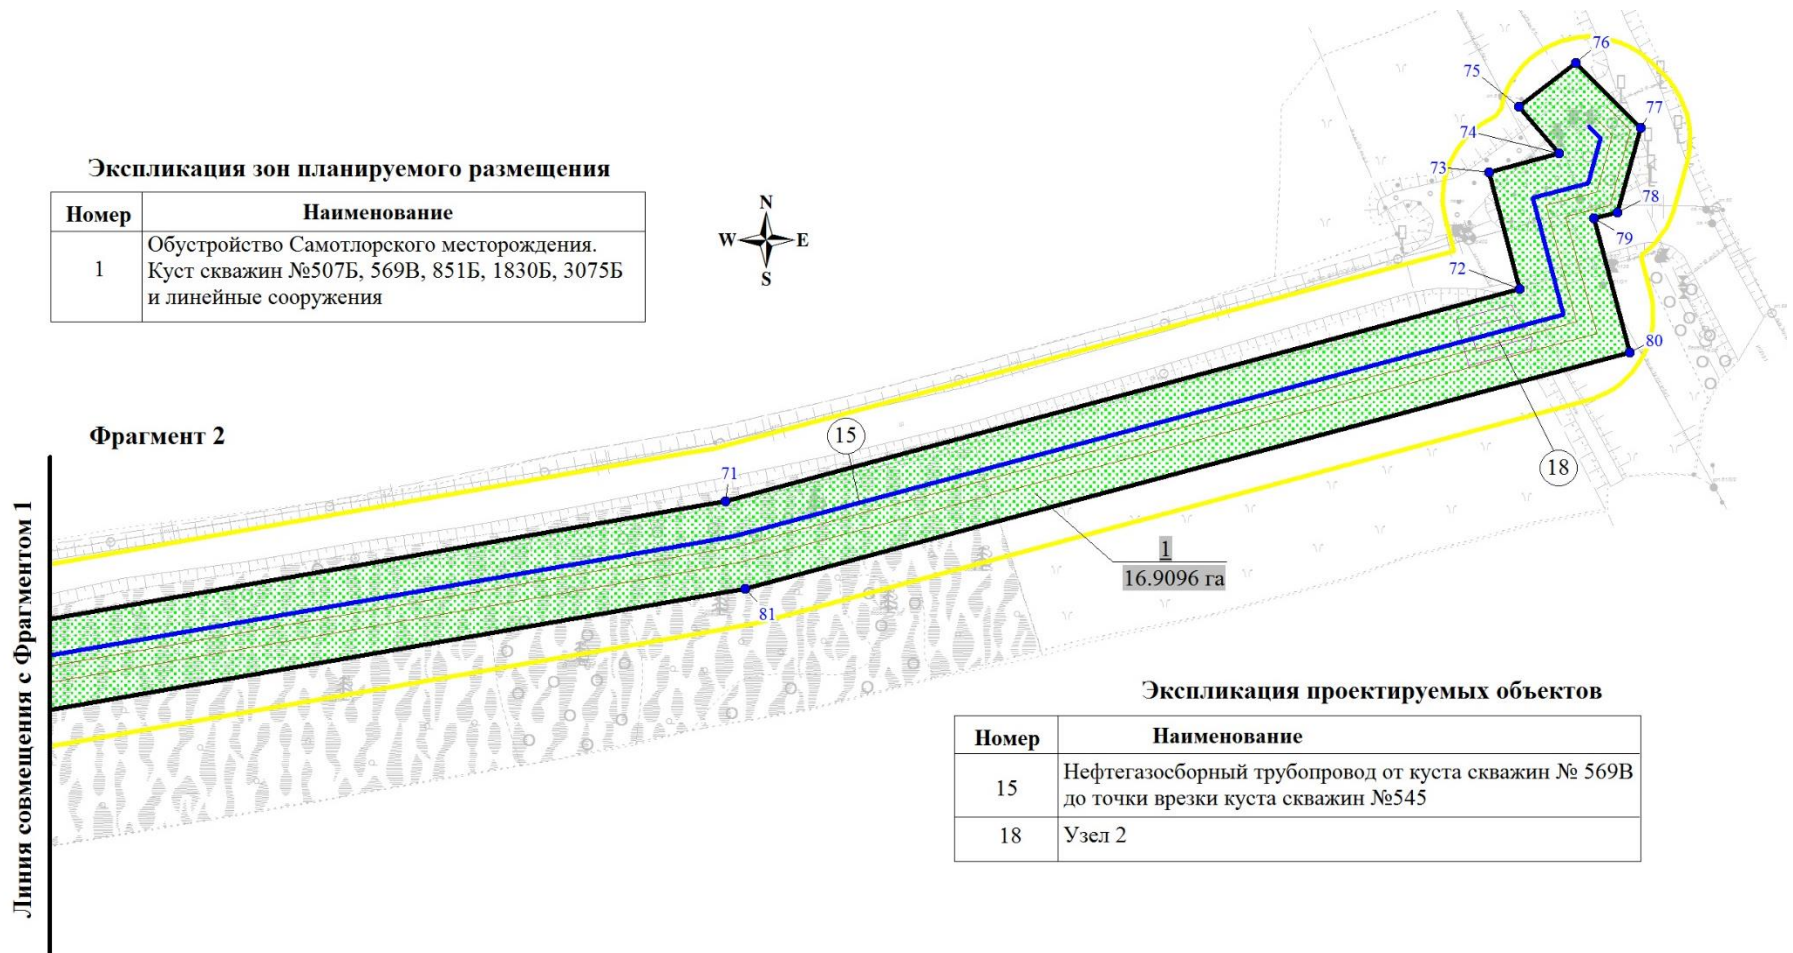 76
75
77
74
73
78
79
72
80
Экспликация зон планируемого размещения
Номер Наименование
1 Обустройство Самотлорского месторождения.
Куст скважин №507Б, 569В, 851Б, 1830Б, 3075Б
и линейные сооружения
N
W E
S
Фрагмент 2
15
71
18
1
16.9096 га
81
Линия совмещения с Фрагментом 1
Экспликация проектируемых объектов
Номер Наименование
15 Нефтегазосборный трубопровод от куста скважин № 569В
до точки врезки куста скважин №545
18 Узел 2